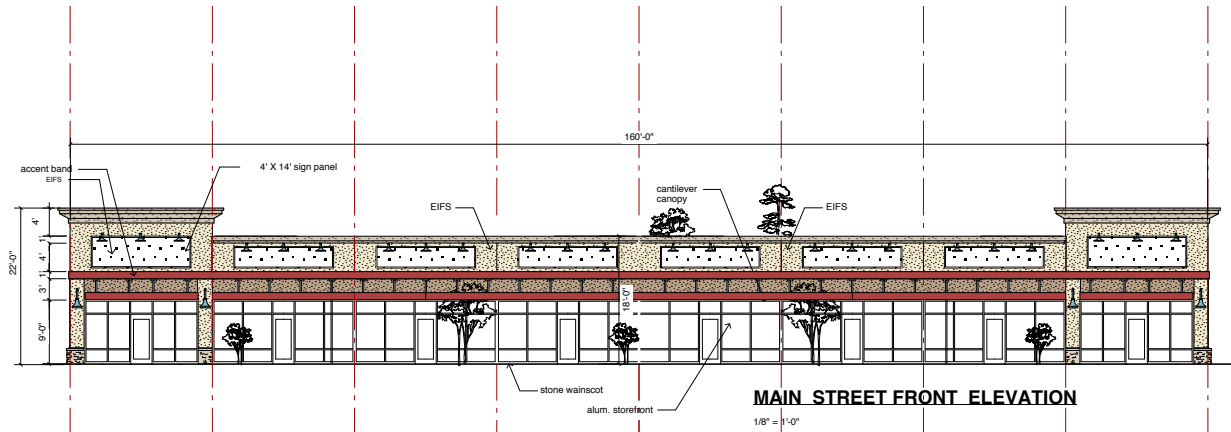 160'-0"
accent band
EIFS
4' X 14' sign panel
EIFS
cantilever
canopy
EIFS
22'-0"
4'
1'
4'
1'
3'
9'-0"
18'-0"
stone wainscot
alum. storefront
MAIN STREET FRONT ELEVATION
1/8" = 1'-0"